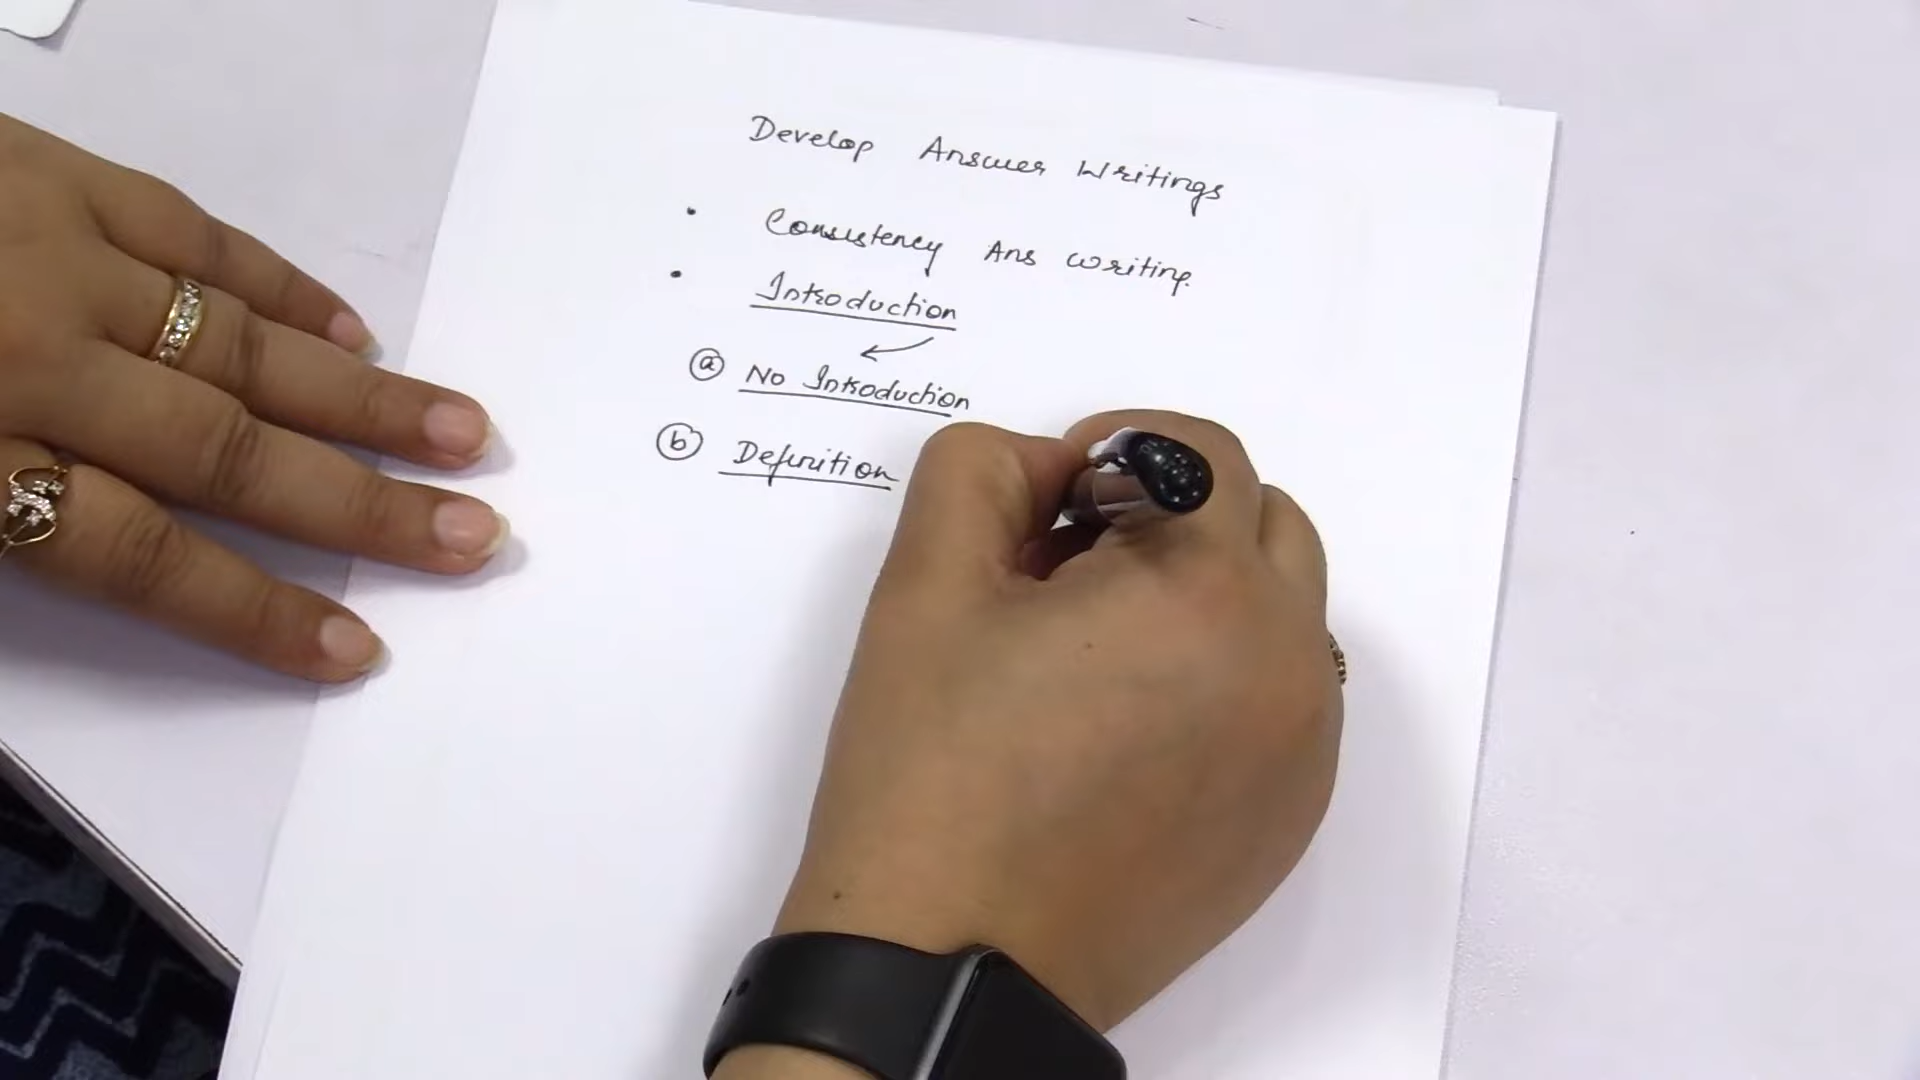 Develop Answer Writings
• Consistency Ans writing.
• Introduction
ⓐ No Introduction
ⓑ Definition